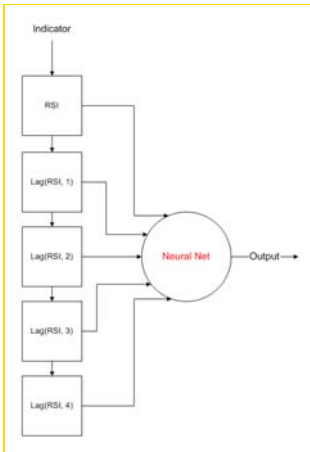 Indicator
RSI
Lag(RSI, 1)
Lag(RSI, 2)
Neural Net
Output
Lag(RSI, 3)
Lag(RSI, 4)